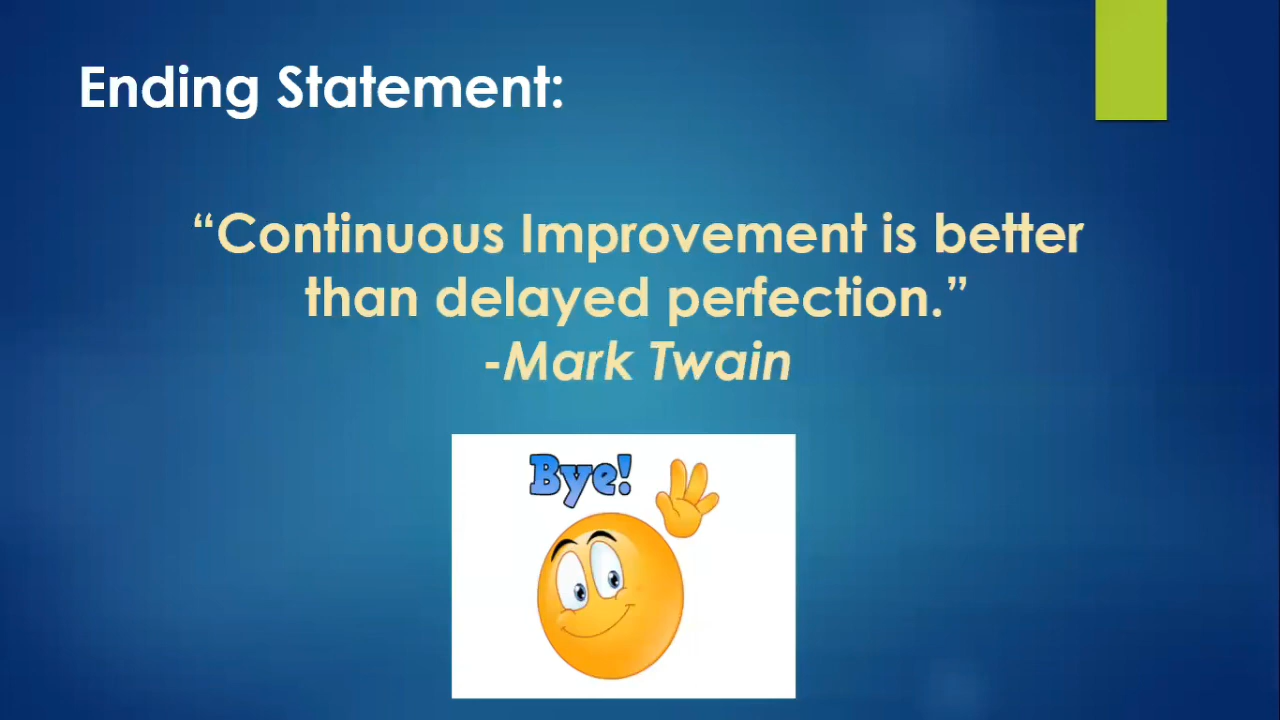 Ending Statement:
“Continuous Improvement is better
than delayed perfection.”
-Mark Twain
Bye!